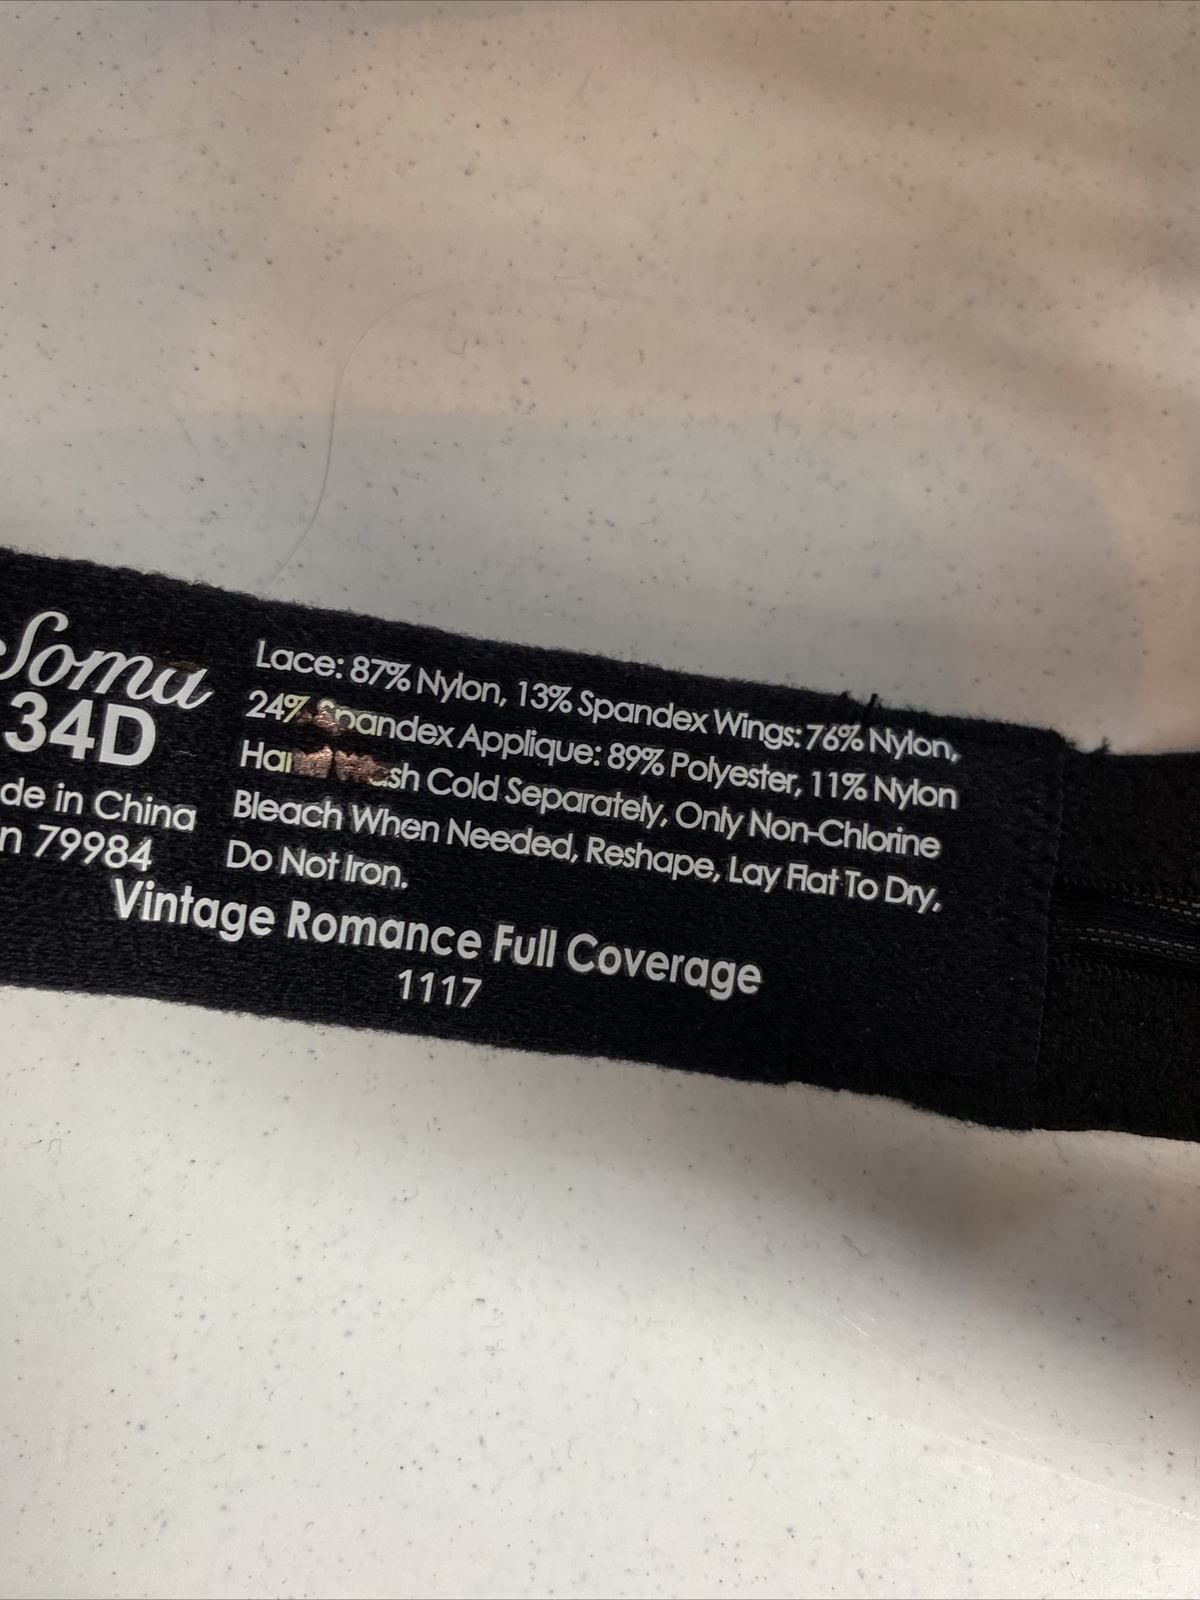 Soma
34D
de in China
n 79984
Lace: 87% Nylon, 13% Spandex Wings: 76% Nylon,
24% Spandex Applique: 89% Polyester, 11% Nylon
Hand Wash Cold Separately, Only Non-Chlorine
Bleach When Needed, Reshape, Lay Flat To Dry,
Do Not Iron.
Vintage Romance Full Coverage
1117